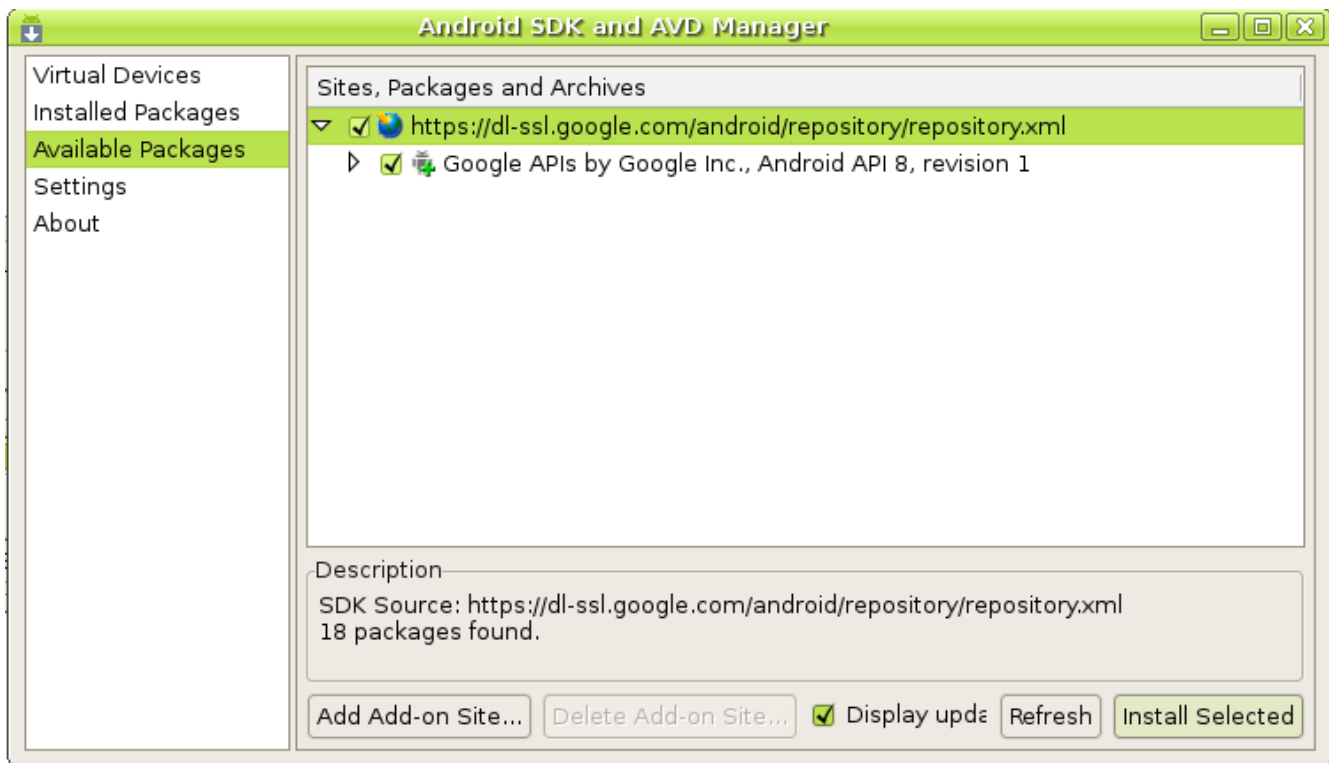 Android SDK and AVD Manager
Virtual Devices
Installed Packages
Available Packages
Settings
About
Sites, Packages and Archives
https://dl-ssl.google.com/android/repository/repository.xml
Google APIs by Google Inc., Android API 8, revision 1
Description
SDK Source: https://dl-ssl.google.com/android/repository/repository.xml
18 packages found.
Add Add-on Site... Delete Add-on Site... Display upda Refresh Install Selected